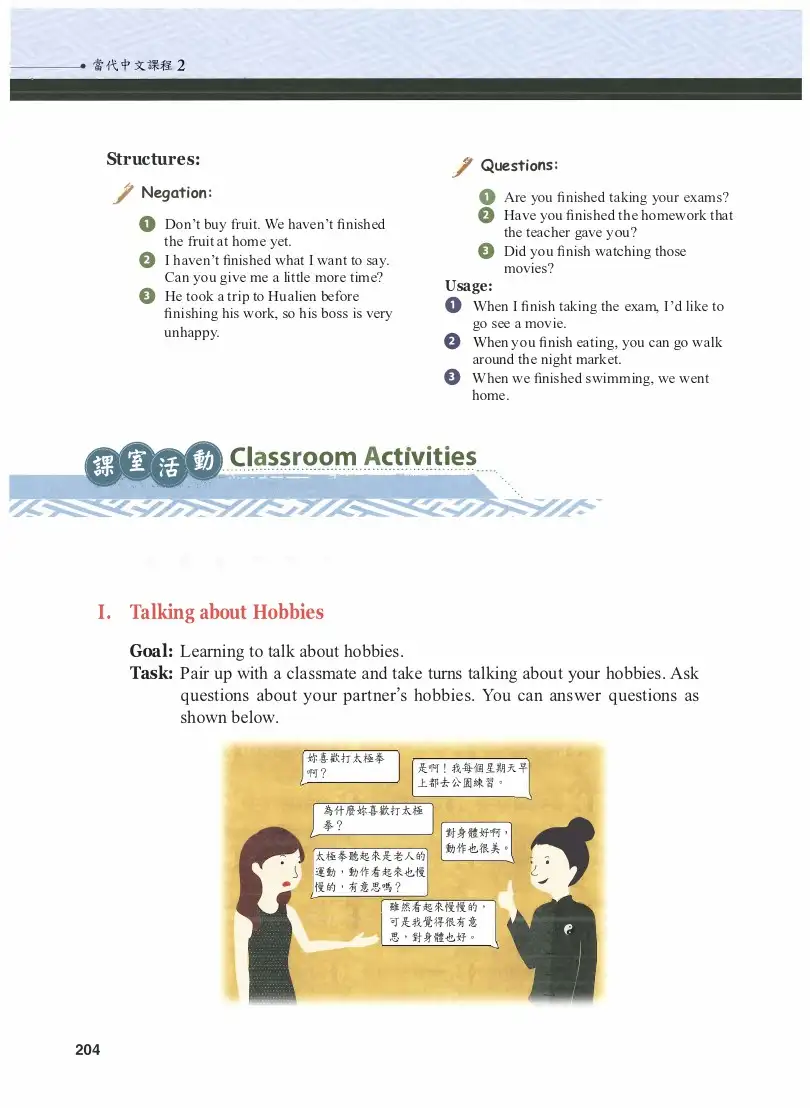 當代中文課程 2
Structures:
Negation:
1 Don't buy fruit. We haven't finished
the fruit at home yet.
2 I haven't finished what I want to say.
Can you give me a little more time?
3 He took a trip to Hualien before
finishing his work, so his boss is very
unhappy.
Questions:
1 Are you finished taking your exams?
2 Have you finished the homework that
the teacher gave you?
3 Did you finish watching those
movies?
Usage:
1 When I finish taking the exam, I'd like to
go see a movie.
2 When you finish eating, you can go walk
around the night market.
3 When we finished swimming, we went
home.
課室活動 Classroom Activities
I. Talking about Hobbies
Goal: Learning to talk about hobbies.
Task: Pair up with a classmate and take turns talking about your hobbies. Ask
questions about your partner's hobbies. You can answer questions as
shown below.
妳喜歡打太極拳
啊？
是啊！我每個星期天早
上都去公園練習。
為什麼妳喜歡打太極
拳？
對身體好啊，
動作也很美。
太極拳聽起來是老人的
運動，動作看起來也慢
慢的，有意思嗎？
雖然看起來慢慢的，
可是我覺得很有意
思，對身體也好。
204